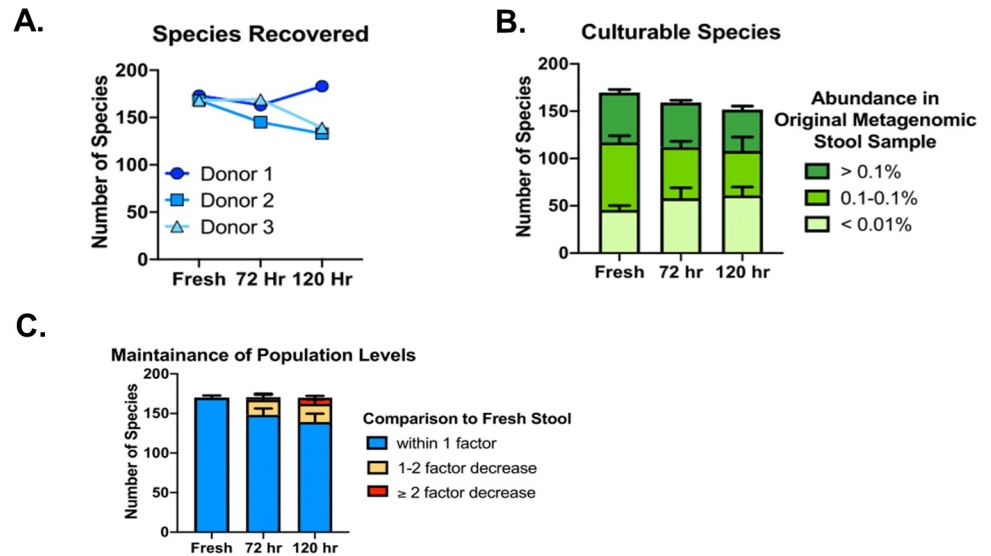 A.
Species Recovered
Number of Species
200
150
100
50
0
Donor 1
Donor 2
Donor 3
Fresh 72 Hr 120 Hr
B.
Culturable Species
Number of Species
200
150
100
50
0
Fresh 72 hr 120 hr
Abundance in
Original Metagenomic
Stool Sample
> 0.1%
0.1-0.1%
< 0.01%
C.
Maintainance of Population Levels
Number of Species
200
150
100
50
0
Fresh 72 hr 120 hr
Comparison to Fresh Stool
within 1 factor
1-2 factor decrease
≥ 2 factor decrease